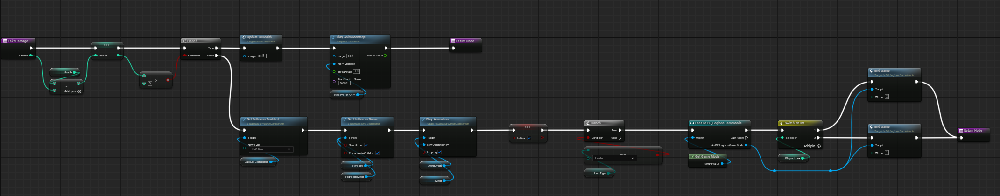 TakeDamage
Amount
Health
-
Add pin
SET
Health
0
>
Branch
True
Condition
False
Update UIHealth
Target is BP Hero Base
Target
self
Play Anim Montage
Target is Character
Target
self
Return Value
Anim Montage
In Play Rate
1.5
Start Section Name
None
Recieve Hit Anim
Return Node
Set Collision Enabled
Target is Primitive Component
Target
New Type
No Collision
Capsule Component
Set Hidden in Game
Target is Scene Component
Target
New Hidden
Propagate to Children
Hero Info
Highlight Mesh
Play Animation
Target is Skeletal Mesh Component
Target
New Anim to Play
Looping
Death Anim
Mesh
SET
Is Dead
Branch
True
Condition
False
==
Leader
Unit Type
Cast To BP_LegionsGameMode
Object
Cast Failed
As BP Legions Game Mode
Get Game Mode
Return Value
Switch on Int
1
Selection
2
Add pin
Player Index
End Game
Target is BP Legions Game Mode
Target
Winner
2
End Game
Target is BP Legions Game Mode
Target
Winner
1
Return Node